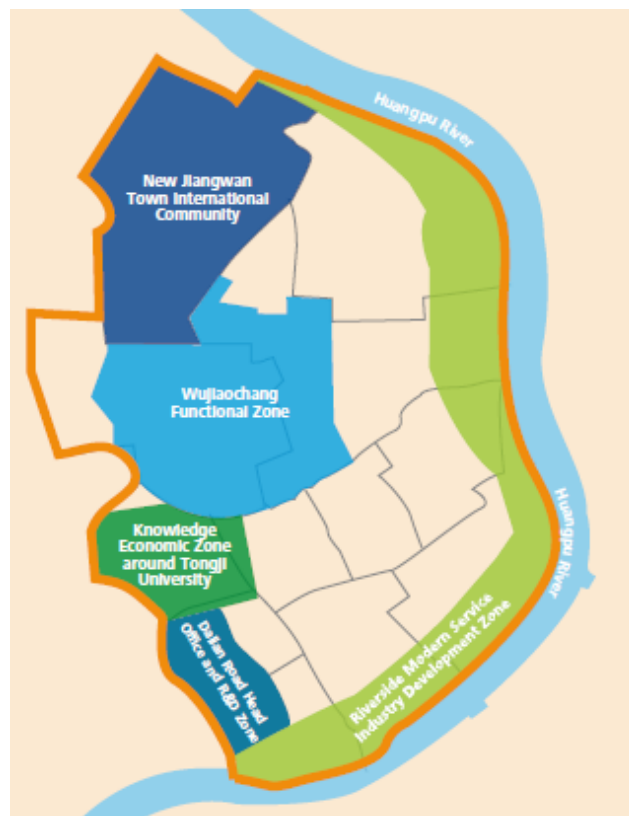 Huangpu River
New Jiangwan
Town International
Community
Wujiaochang
Functional Zone
Knowledge
Economic Zone
around Tongji
University
Dalian Road Head
Office and R&D Zone
Riverside Modern Service
Industry Development Zone
Huangpu River